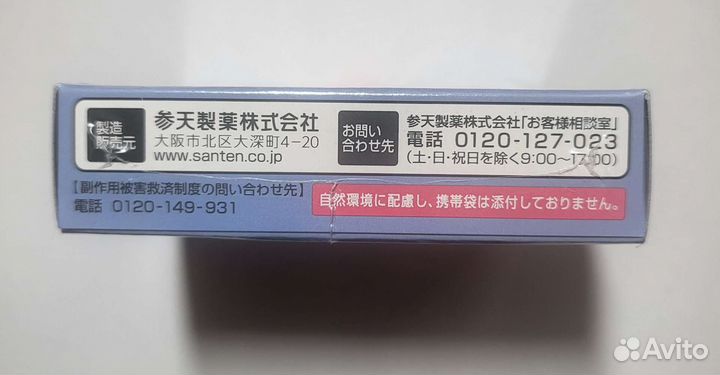 製造
販売元
参天製薬株式会社
大阪市北区大深町4-20
www.santen.co.jp
お問い
合わせ先
参天製薬株式会社「お客様相談室」
電話 0120-127-023
(土・日・祝日を除く9:00〜17:00)
【副作用被害救済制度の問い合わせ先】
電話 0120-149-931
自然環境に配慮し、携帯袋は添付しておりません。
Avito